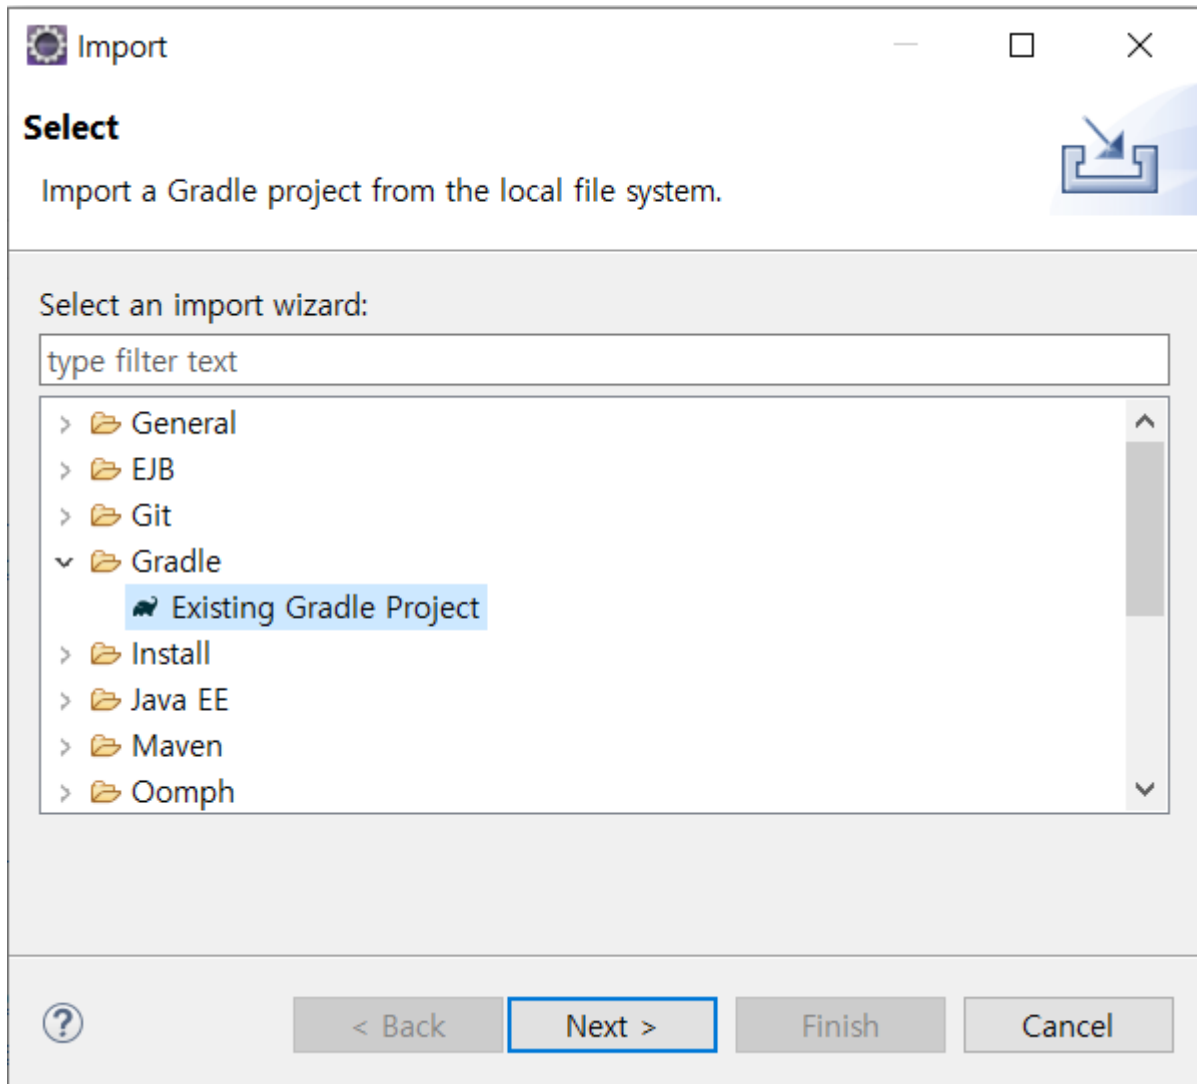 Import
Select
Import a Gradle project from the local file system.
Select an import wizard:
type filter text
General
EJB
Git
Gradle
Existing Gradle Project
Install
Java EE
Maven
Oomph
?
< Back
Next >
Finish
Cancel